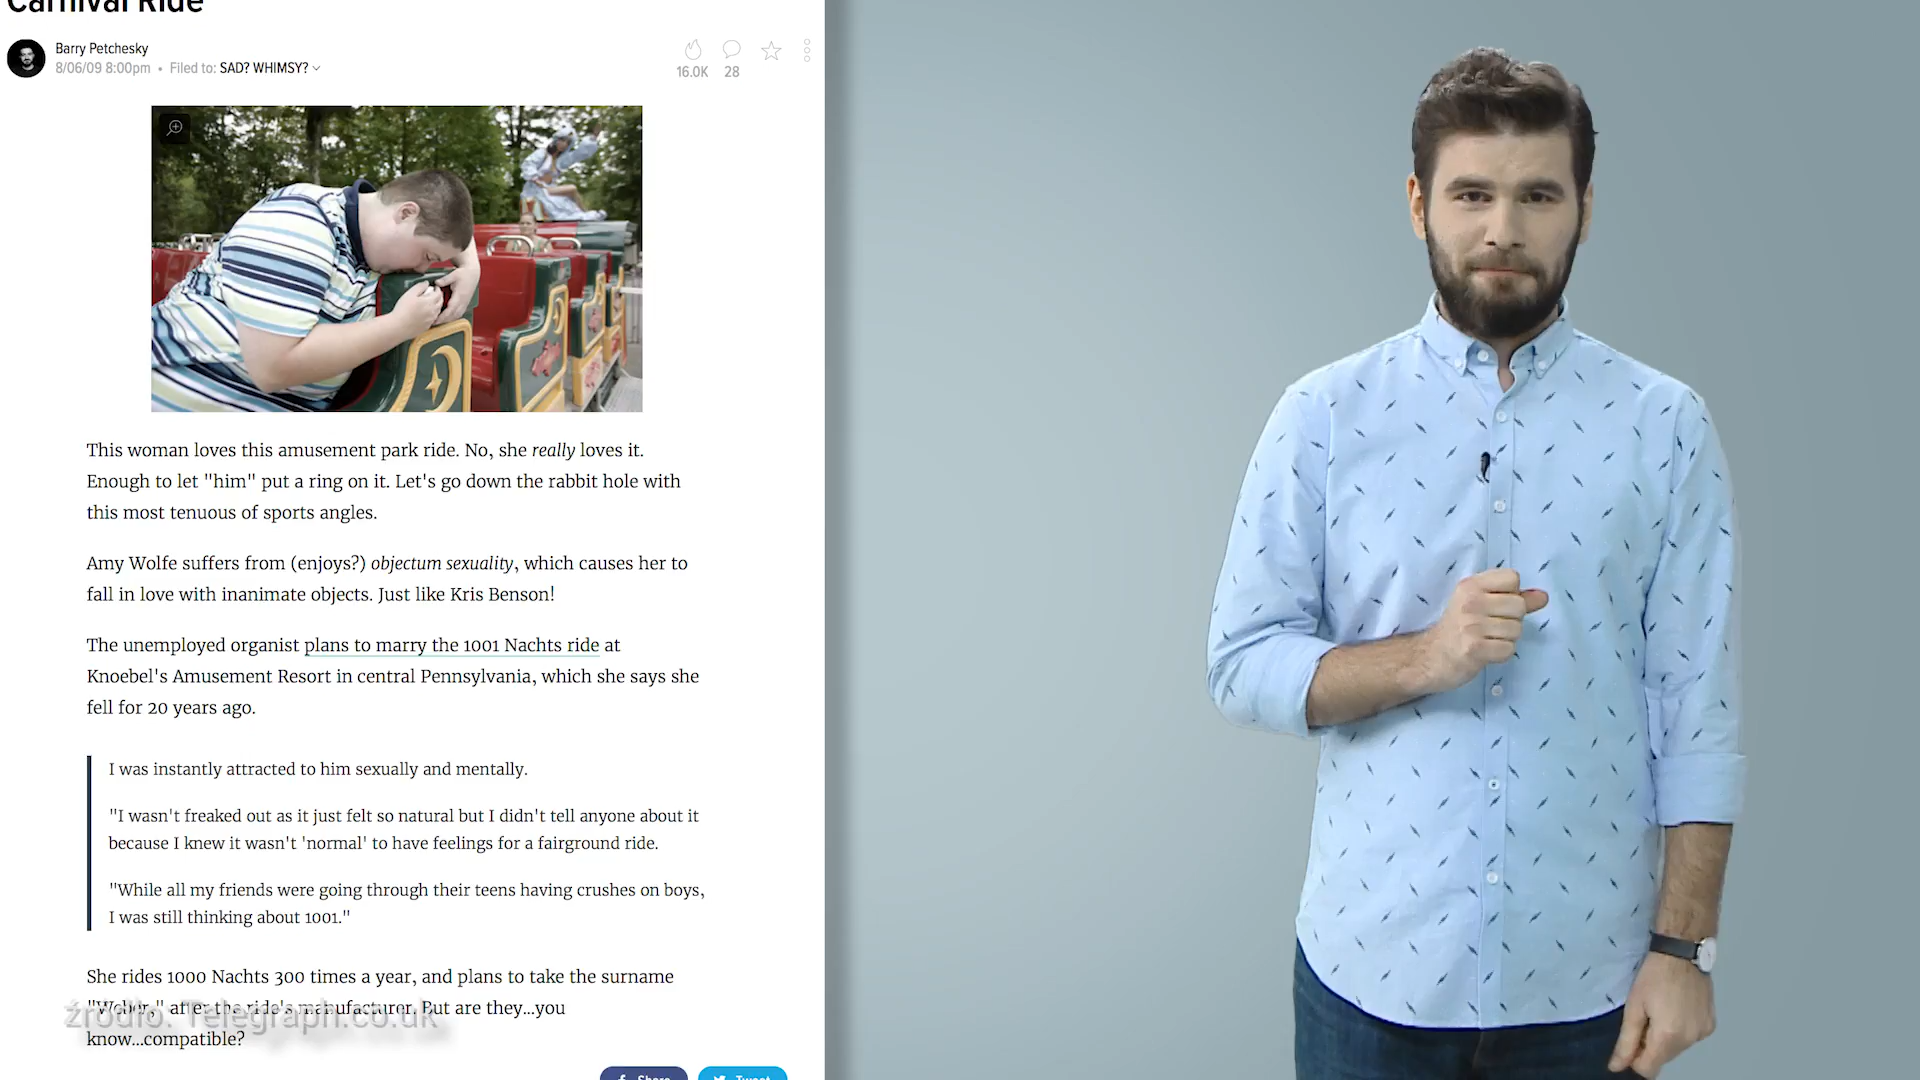 Carnival Ride
Barry Petchesky
8/06/09 8:00pm • Filed to: SAD? WHIMSY?
16.0K 28
This woman loves this amusement park ride. No, she really loves it.
Enough to let "him" put a ring on it. Let's go down the rabbit hole with
this most tenuous of sports angles.
Amy Wolfe suffers from (enjoys?) objectum sexuality, which causes her to
fall in love with inanimate objects. Just like Kris Benson!
The unemployed organist plans to marry the 1001 Nachts ride at
Knoebel's Amusement Resort in central Pennsylvania, which she says she
fell for 20 years ago.
I was instantly attracted to him sexually and mentally.
"I wasn't freaked out as it just felt so natural but I didn't tell anyone about it
because I knew it wasn't 'normal' to have feelings for a fairground ride.
"While all my friends were going through their teens having crushes on boys,
I was still thinking about 1001."
She rides 1000 Nachts 300 times a year, and plans to take the surname
"Weber," after the ride's manufacturer. But are they...you
know...compatible?
źródło: Telegraph.co.uk
Share Tweet